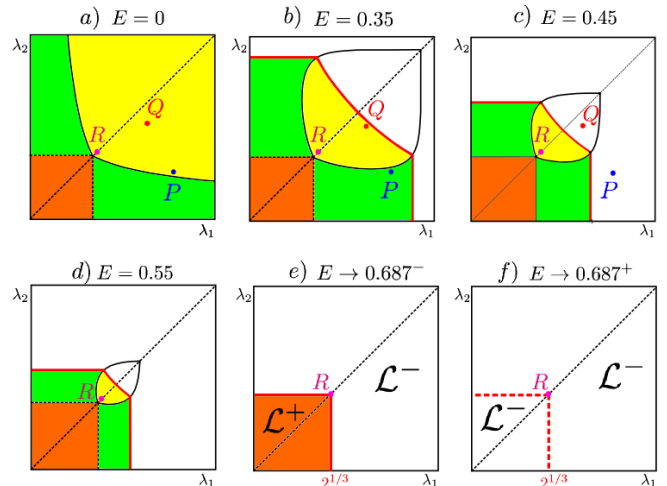 a) E = 0
b) E = 0.35
c) E = 0.45
λ₂
Q
R
P
λ₁
λ₂
Q
R
P
λ₁
λ₂
Q
R
P
λ₁
d) E = 0.55
e) E → 0.687⁻
f) E → 0.687⁺
λ₂
R
λ₁
λ₂
R
ℒ⁻
ℒ⁺
2^{1/3}
λ₁
λ₂
R
ℒ⁻
ℒ⁻
2^{1/3}
λ₁